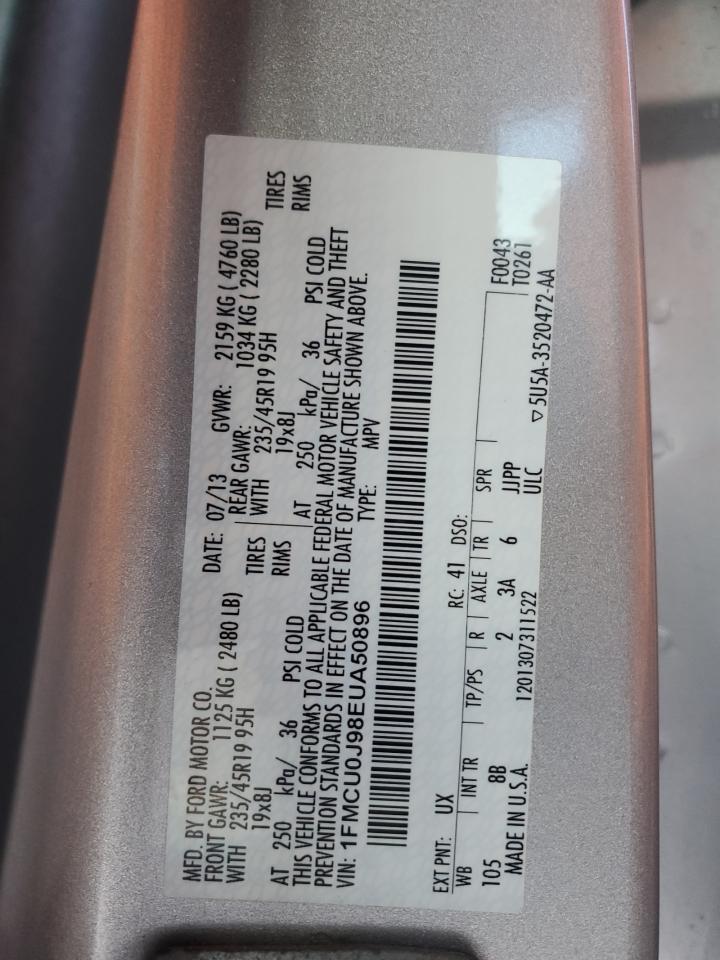 MFD. BY FORD MOTOR CO. DATE: 07/13 GVWR: 2159 KG ( 4760 LB)
FRONT GAWR: 1125 KG ( 2480 LB) REAR GAWR: 1034 KG ( 2280 LB)
WITH 235/45R19 95H TIRES WITH 235/45R19 95H TIRES
19x8J RIMS 19x8J RIMS
AT 250 kPa/ 36 PSI COLD AT 250 kPa/ 36 PSI COLD
THIS VEHICLE CONFORMS TO ALL APPLICABLE FEDERAL MOTOR VEHICLE SAFETY AND THEFT
PREVENTION STANDARDS IN EFFECT ON THE DATE OF MANUFACTURE SHOWN ABOVE.
VIN: 1FMCU0J98EUA50896 TYPE: MPV
EXT PNT: UX RC: 41 DSO:
WB INT TR TP/PS R AXLE TR SPR F0043
105 8B 2 3A 6 JJPP T0261
MADE IN U.S.A. 1201307311522 ULC ▽5U5A-3520472-AA